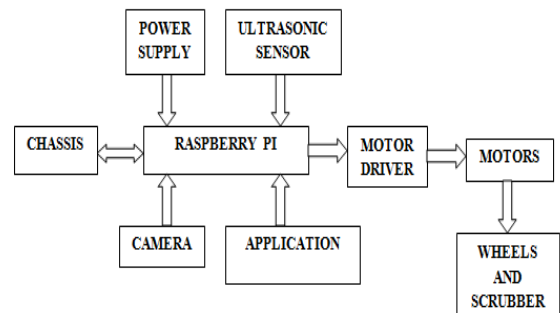 POWER
SUPPLY
ULTRASONIC
SENSOR
CHASSIS
RASPBERRY PI
MOTOR
DRIVER
MOTORS
CAMERA
APPLICATION
WHEELS
AND
SCRUBBER